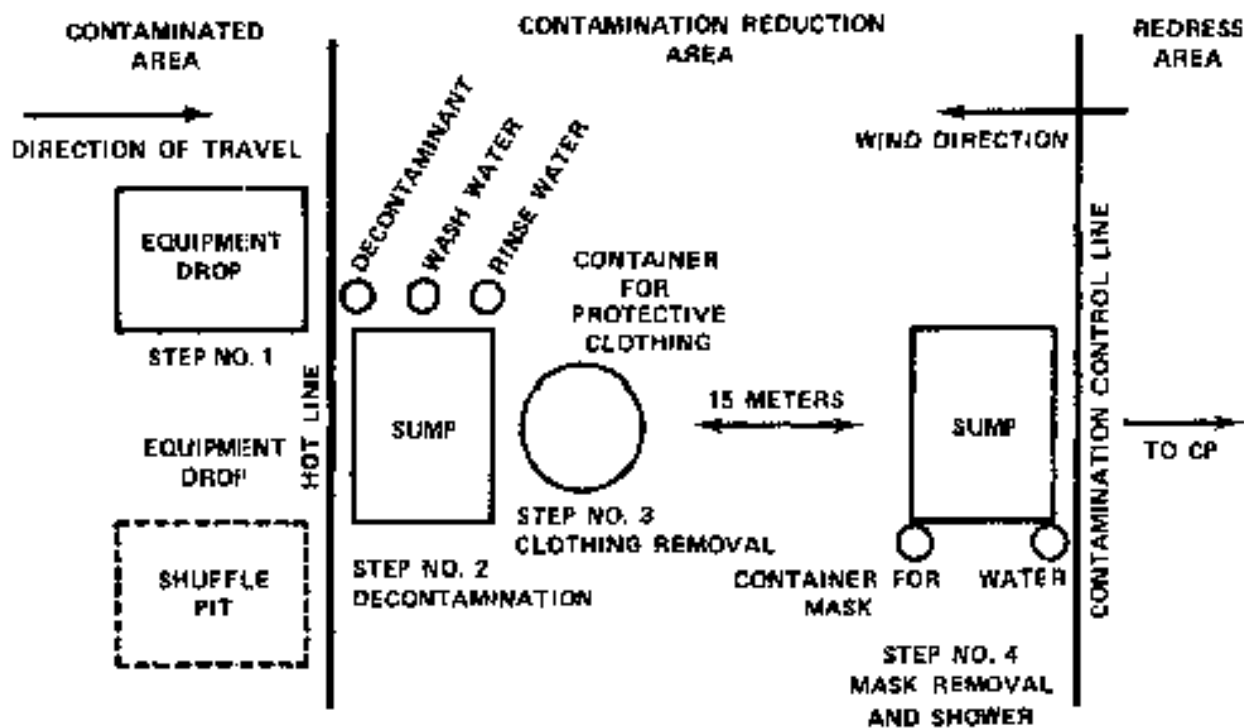 CONTAMINATED
AREA
CONTAMINATION REDUCTION
AREA
REDRESS
AREA
DIRECTION OF TRAVEL
WIND DIRECTION
DECONTAMINANT
WASH WATER
RINSE WATER
EQUIPMENT
DROP
STEP NO. 1
HOT LINE
CONTAINER
FOR
PROTECTIVE
CLOTHING
SUMP
15 METERS
SUMP
CONTAMINATION CONTROL LINE
TO CP
EQUIPMENT
DROP
STEP NO. 3
CLOTHING REMOVAL
STEP NO. 2
DECONTAMINATION
SHUFFLE
PIT
CONTAINER FOR
MASK
WATER
STEP NO. 4
MASK REMOVAL
AND SHOWER